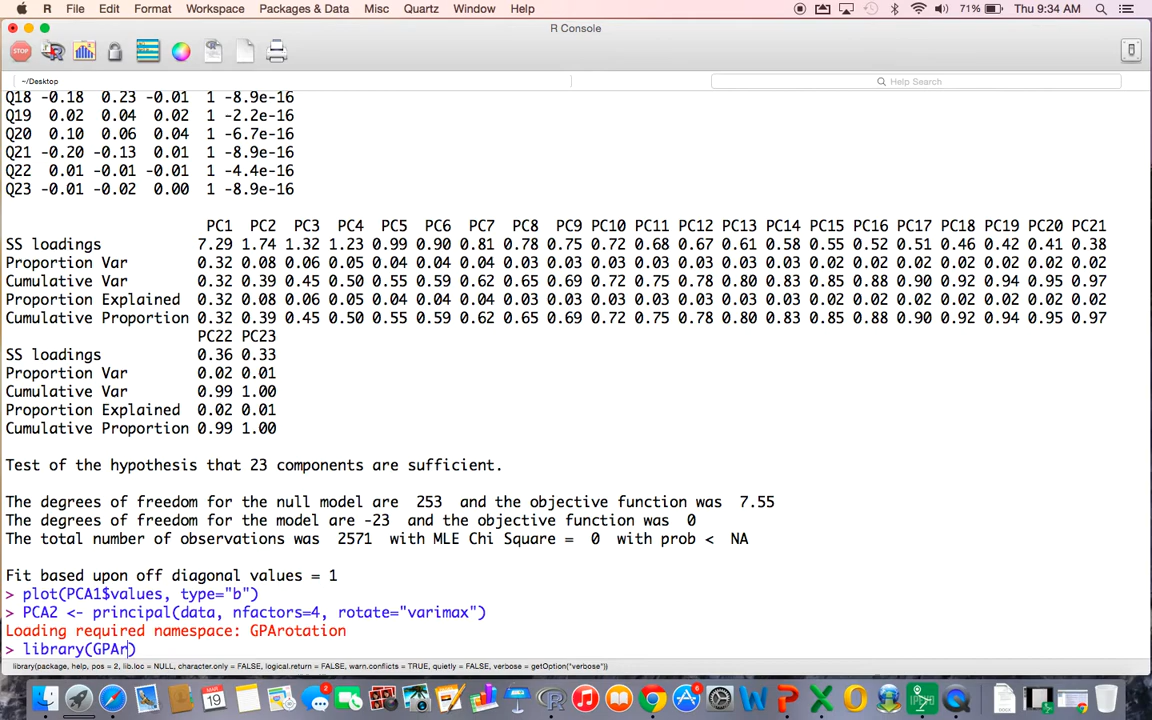 R File Edit Format Workspace Packages & Data Misc Quartz Window Help 71% Thu 9:34 AM
R Console
~/Desktop Help Search
Q18 -0.18 0.23 -0.01 1 -8.9e-16
Q19 0.02 0.04 0.02 1 -2.2e-16
Q20 0.10 0.06 0.04 1 -6.7e-16
Q21 -0.20 -0.13 0.01 1 -8.9e-16
Q22 0.01 -0.01 -0.01 1 -4.4e-16
Q23 -0.01 -0.02 0.00 1 -8.9e-16
PC1 PC2 PC3 PC4 PC5 PC6 PC7 PC8 PC9 PC10 PC11 PC12 PC13 PC14 PC15 PC16 PC17 PC18 PC19 PC20 PC21
SS loadings 7.29 1.74 1.32 1.23 0.99 0.90 0.81 0.78 0.75 0.72 0.68 0.67 0.61 0.58 0.55 0.52 0.51 0.46 0.42 0.41 0.38
Proportion Var 0.32 0.08 0.06 0.05 0.04 0.04 0.04 0.03 0.03 0.03 0.03 0.03 0.03 0.03 0.02 0.02 0.02 0.02 0.02 0.02 0.02
Cumulative Var 0.32 0.39 0.45 0.50 0.55 0.59 0.62 0.65 0.69 0.72 0.75 0.78 0.80 0.83 0.85 0.88 0.90 0.92 0.94 0.95 0.97
Proportion Explained 0.32 0.08 0.06 0.05 0.04 0.04 0.04 0.03 0.03 0.03 0.03 0.03 0.03 0.03 0.02 0.02 0.02 0.02 0.02 0.02 0.02
Cumulative Proportion 0.32 0.39 0.45 0.50 0.55 0.59 0.62 0.65 0.69 0.72 0.75 0.78 0.80 0.83 0.85 0.88 0.90 0.92 0.94 0.95 0.97
PC22 PC23
SS loadings 0.36 0.33
Proportion Var 0.02 0.01
Cumulative Var 0.99 1.00
Proportion Explained 0.02 0.01
Cumulative Proportion 0.99 1.00
Test of the hypothesis that 23 components are sufficient.
The degrees of freedom for the null model are 253 and the objective function was 7.55
The degrees of freedom for the model are -23 and the objective function was 0
The total number of observations was 2571 with MLE Chi Square = 0 with prob < NA
Fit based upon off diagonal values = 1
> plot(PCA1$values, type="b")
> PCA2 <- principal(data, nfactors=4, rotate="varimax")
Loading required namespace: GPArotation
> library(GPAr)
library(package, help, pos = 2, lib.loc = NULL, character.only = FALSE, logical.return = FALSE, warn.conflicts = TRUE, quietly = FALSE, verbose = getOption("verbose"))